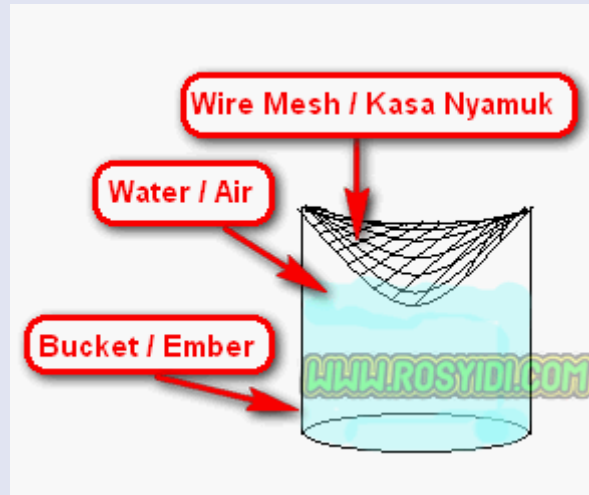 Wire Mesh / Kasa Nyamuk
Water / Air
Bucket / Ember
WWW.ROSYIDI.COM